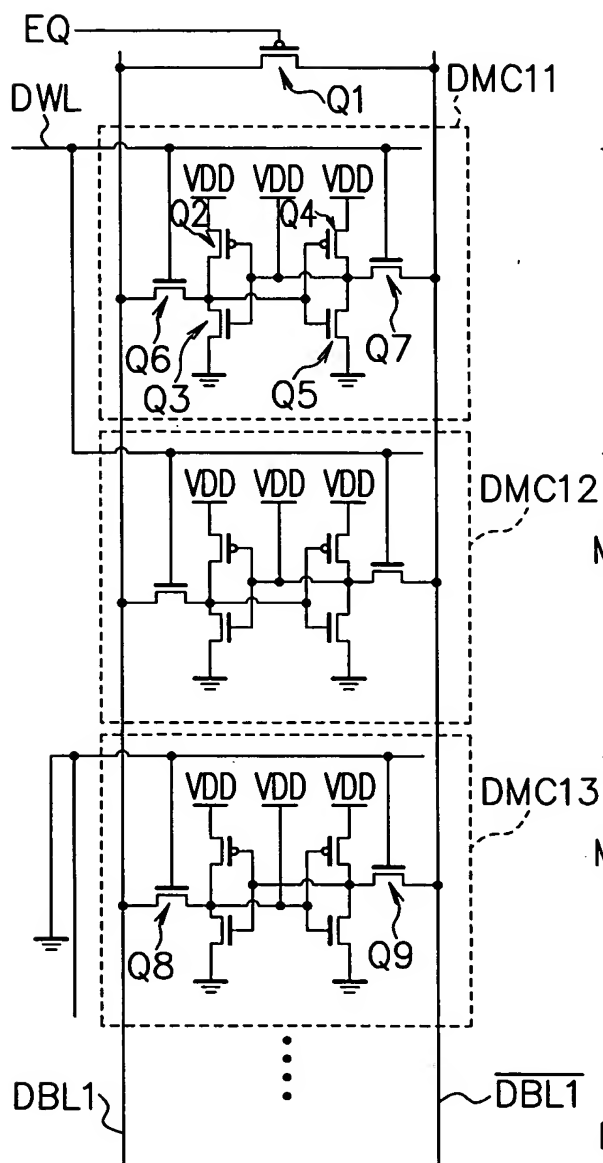 EQ
Q1
DMC11
DWL
VDD VDD VDD
Q2 Q4
Q6 Q7
Q3 Q5
DMC12
VDD VDD VDD
M
DMC13
VDD VDD VDD
M
Q8 Q9
DBL1 DBL1